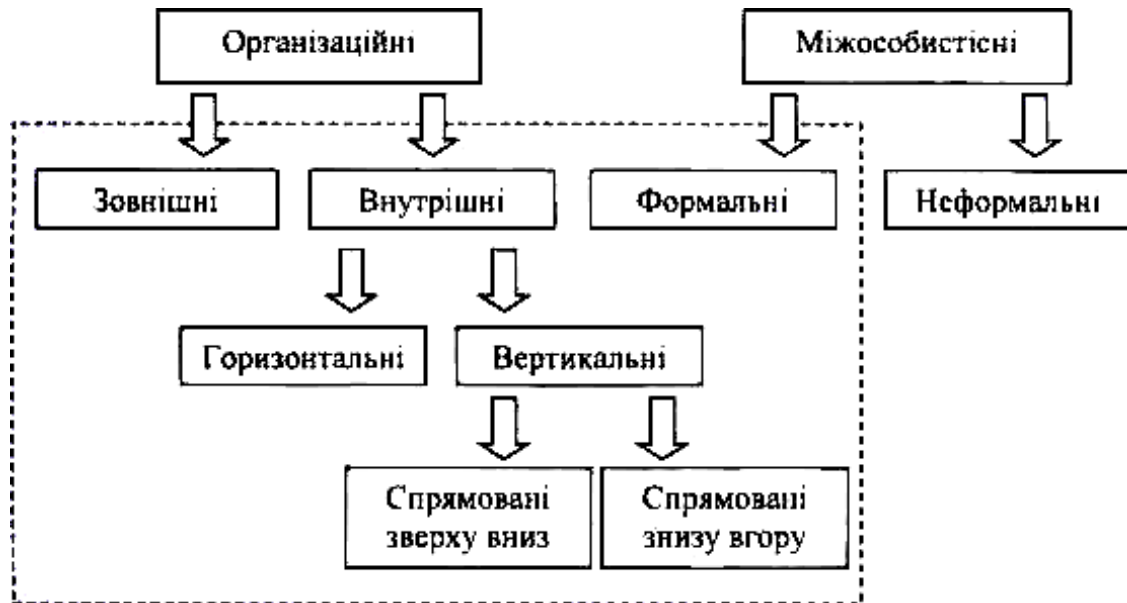 Організаційні
Міжособистісні
Зовнішні
Внутрішні
Формальні
Неформальні
Горизонтальні
Вертикальні
Спрямовані
зверху вниз
Спрямовані
знизу вгору